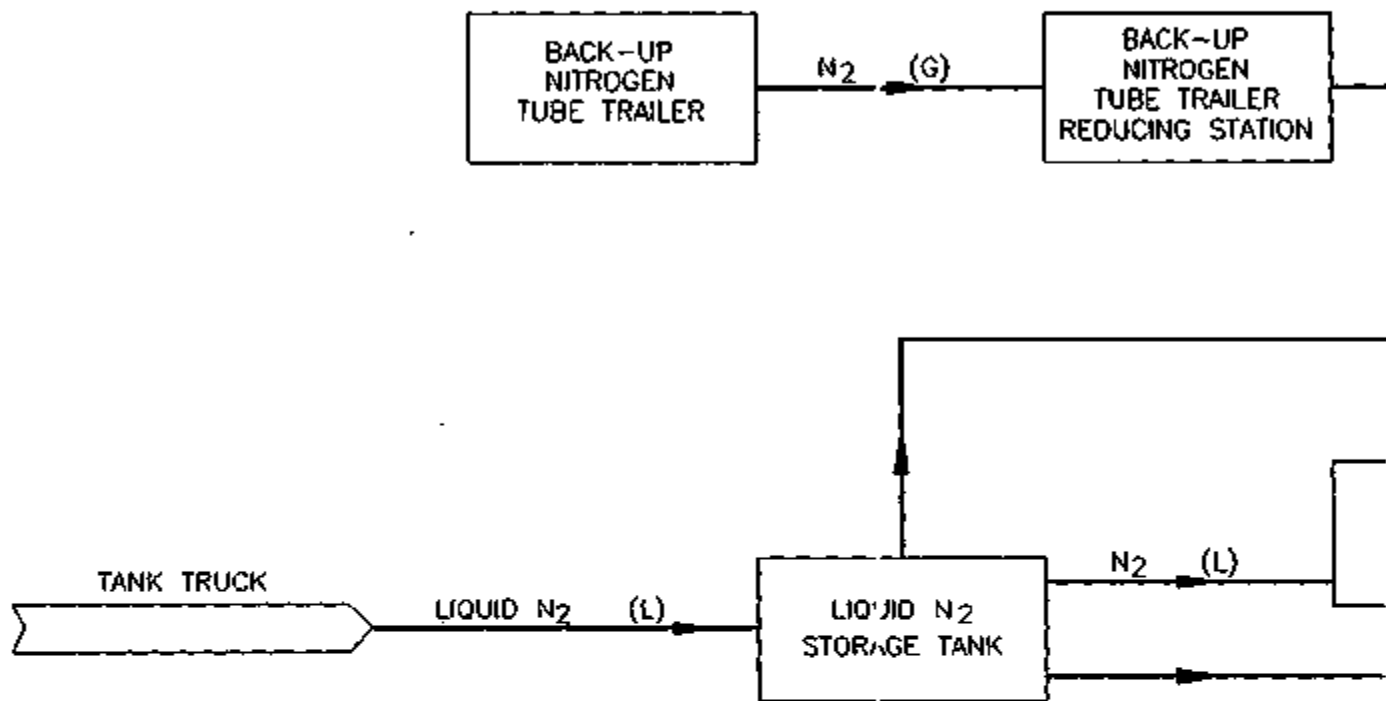 BACK-UP
NITROGEN
TUBE TRAILER
N2 (G)
BACK-UP
NITROGEN
TUBE TRAILER
REDUCING STATION
TANK TRUCK
LIQUID N2 (L)
LIQUID N2
STORAGE TANK
N2 (L)